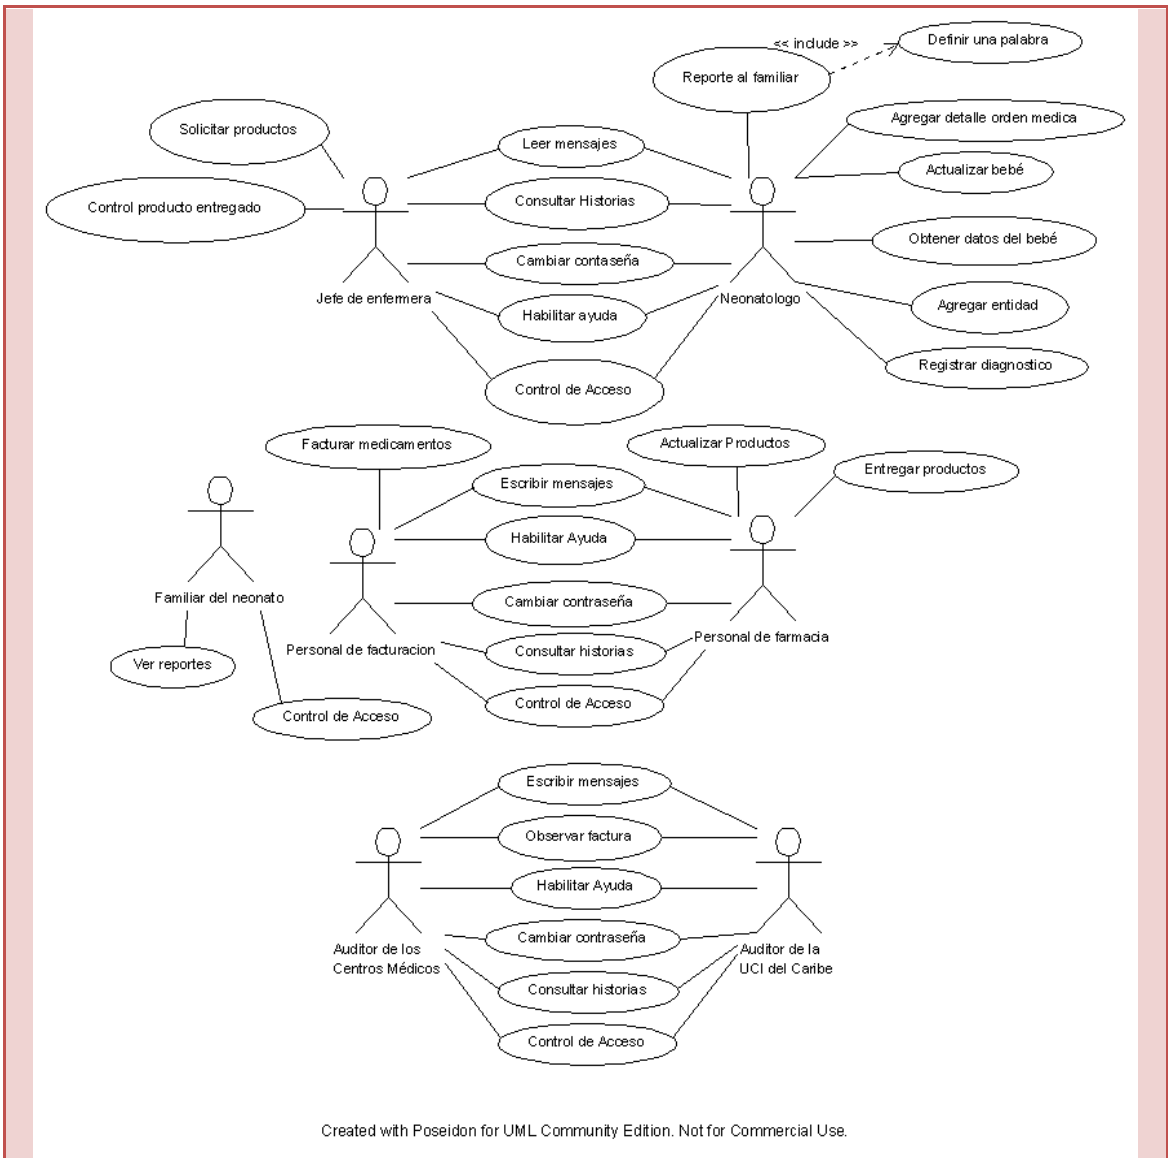 Definir una palabra
<< include >>
Reporte al familiar
Solicitar productos
Agregar detalle orden medica
Leer mensajes
Actualizar bebé
Control producto entregado
Consultar Historias
Obtener datos del bebé
Cambiar contaseña
Jefe de enfermera
Neonatologo
Habilitar ayuda
Agregar entidad
Registrar diagnostico
Control de Acceso
Facturar medicamentos
Actualizar Productos
Entregar productos
Escribir mensajes
Habilitar Ayuda
Familiar del neonato
Cambiar contraseña
Personal de facturacion
Personal de farmacia
Ver reportes
Consultar historias
Control de Acceso
Control de Acceso
Escribir mensajes
Observar factura
Habilitar Ayuda
Cambiar contraseña
Auditor de los
Centros Médicos
Auditor de la
UCI del Caribe
Consultar historias
Control de Acceso
Created with Poseidon for UML Community Edition. Not for Commercial Use.